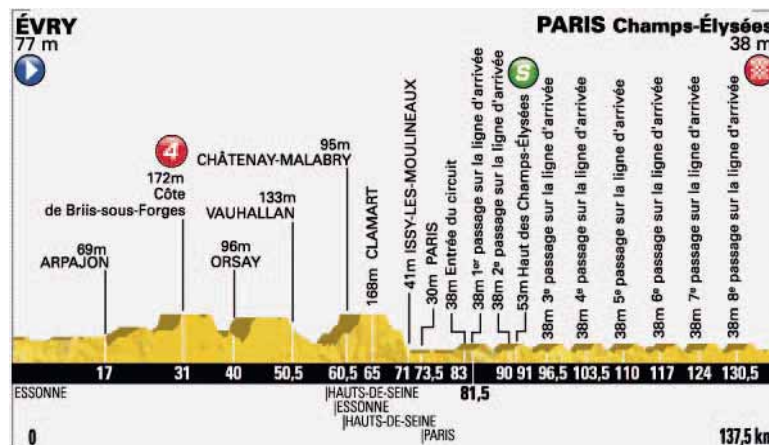 ÉVRY
77 m
PARIS Champs-Élysées
38 m
S
4
172m
Côte
de Briis-sous-Forges
69m
ARPAJON
96m
ORSAY
133m
VAUHALLAN
95m
CHÂTENAY-MALABRY
168m CLAMART
41m ISSY-LES-MOULINEAUX
30m PARIS
38m Entrée du circuit
38m 1er passage sur la ligne d'arrivée
38m 2e passage sur la ligne d'arrivée
53m Haut des Champs-Élysées
38m 3e passage sur la ligne d'arrivée
38m 4e passage sur la ligne d'arrivée
38m 5e passage sur la ligne d'arrivée
38m 6e passage sur la ligne d'arrivée
38m 7e passage sur la ligne d'arrivée
38m 8e passage sur la ligne d'arrivée
17 31 40 50,5 60,5 65 71 73,5 83 90 91 96,5 103,5 110 117 124 130,5
81,5
ESSONNE
HAUTS-DE-SEINE
ESSONNE
HAUTS-DE-SEINE
PARIS
0
137,5 km